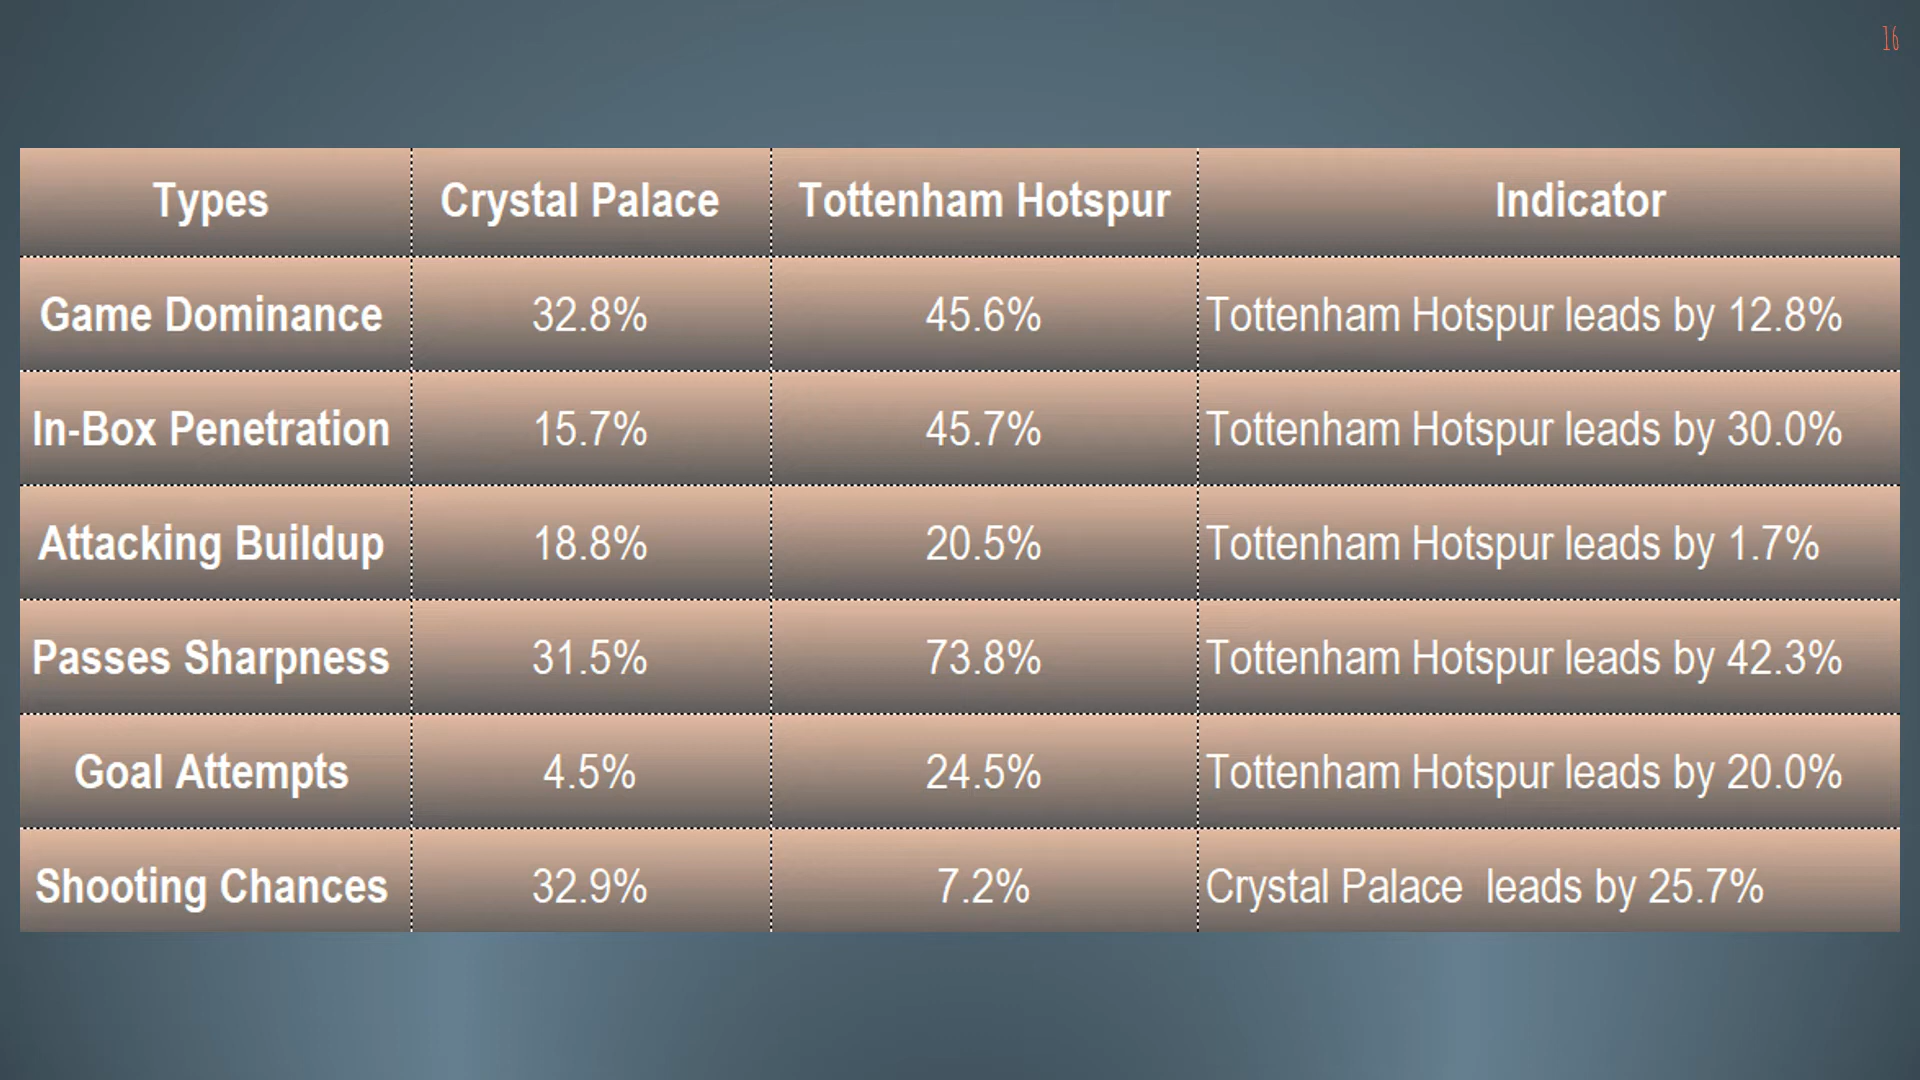 16
Types Crystal Palace Tottenham Hotspur Indicator
Game Dominance 32.8% 45.6% Tottenham Hotspur leads by 12.8%
In-Box Penetration 15.7% 45.7% Tottenham Hotspur leads by 30.0%
Attacking Buildup 18.8% 20.5% Tottenham Hotspur leads by 1.7%
Passes Sharpness 31.5% 73.8% Tottenham Hotspur leads by 42.3%
Goal Attempts 4.5% 24.5% Tottenham Hotspur leads by 20.0%
Shooting Chances 32.9% 7.2% Crystal Palace leads by 25.7%